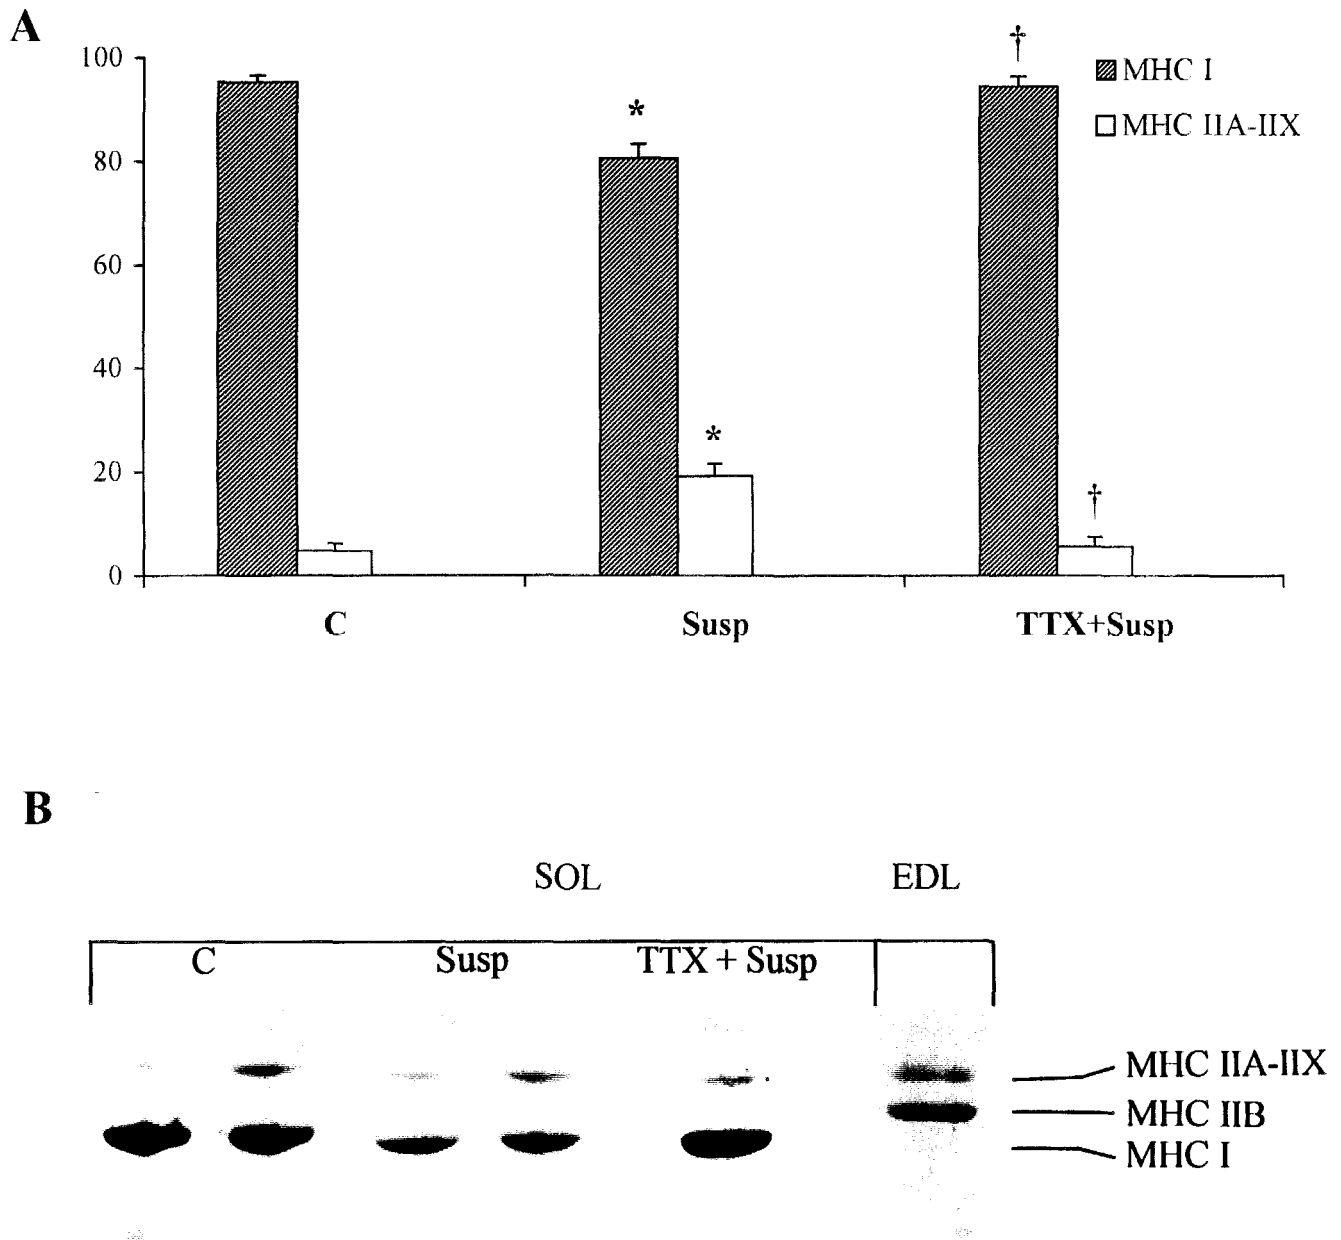 A
100
80
60
40
20
0
*
*
†
†
MHC I
MHC IIA-IIX
C
Susp
TTX+Susp
B
SOL
EDL
C
Susp
TTX + Susp
MHC IIA-IIX
MHC IIB
MHC I